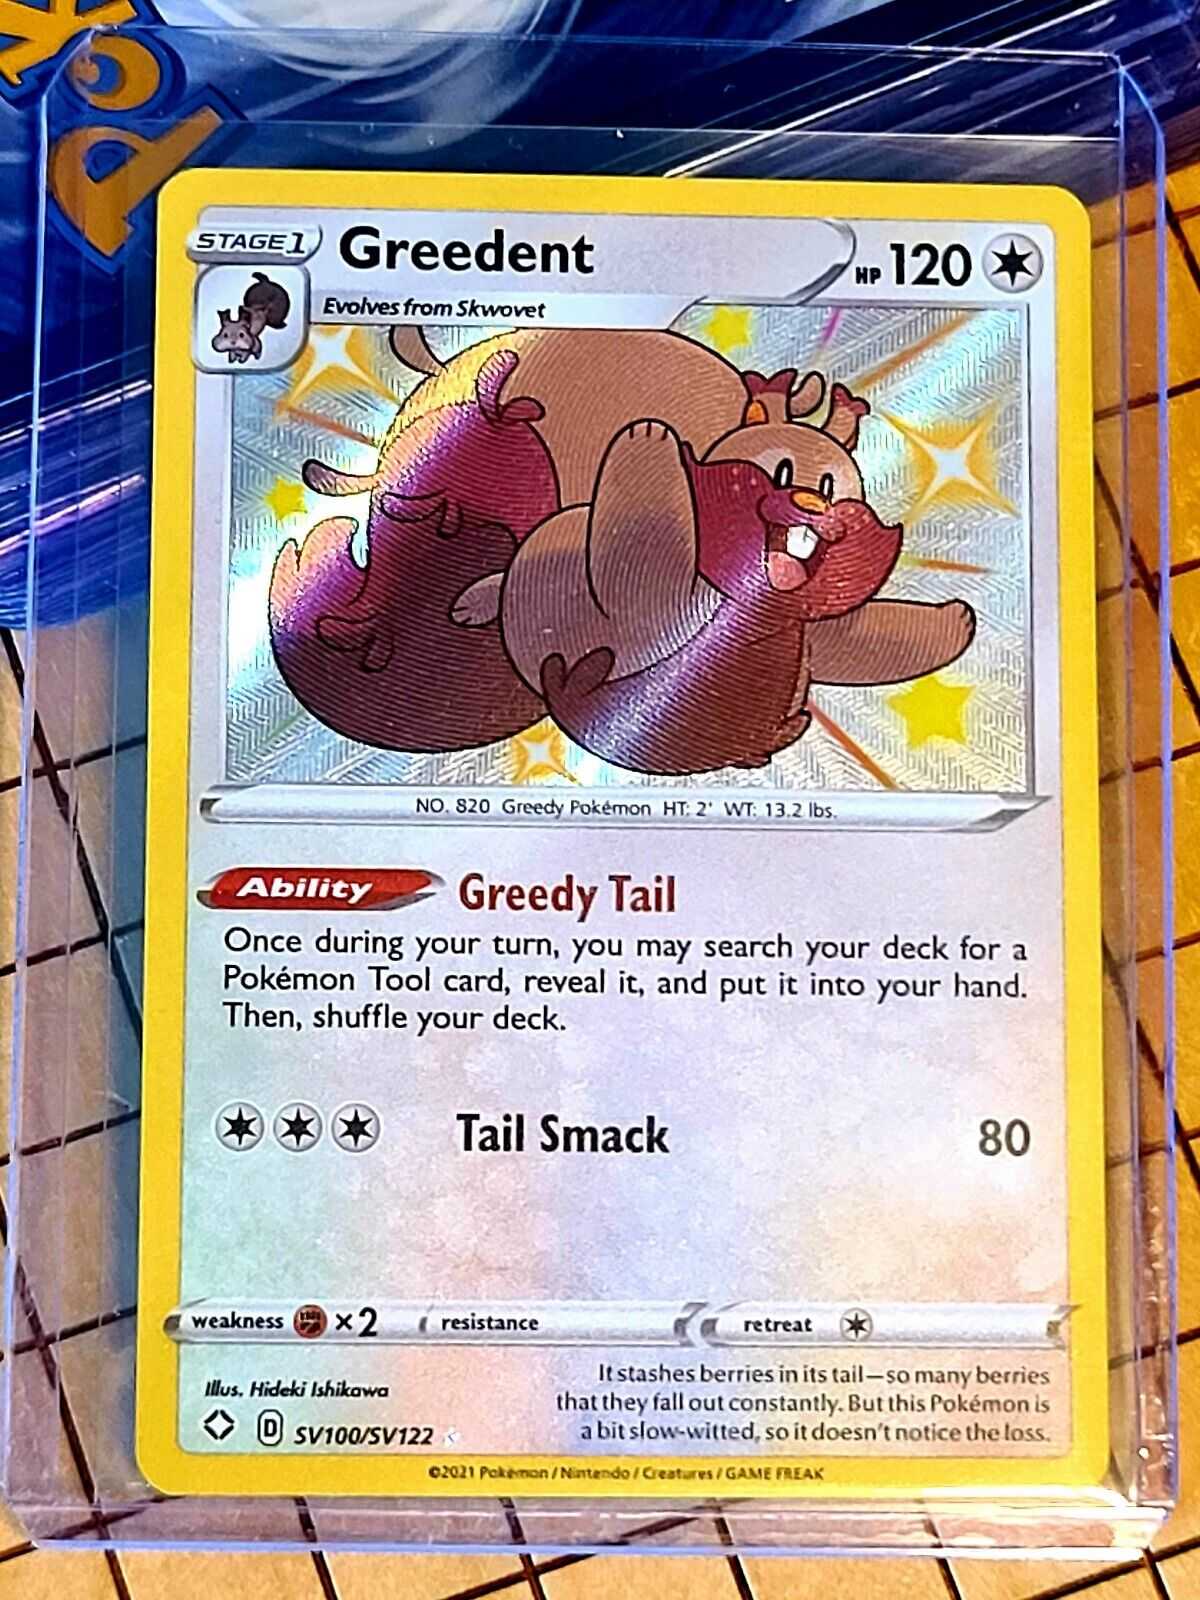 PoK
STAGE 1 Greedent HP 120
Evolves from Skwovet
NO. 820 Greedy Pokémon HT: 2' WT: 13.2 lbs.
Ability Greedy Tail
Once during your turn, you may search your deck for a
Pokémon Tool card, reveal it, and put it into your hand.
Then, shuffle your deck.
Tail Smack 80
weakness ×2 resistance retreat
Illus. Hideki Ishikawa
D SV100/SV122
It stashes berries in its tail—so many berries
that they fall out constantly. But this Pokémon is
a bit slow-witted, so it doesn't notice the loss.
©2021 Pokémon / Nintendo / Creatures / GAME FREAK